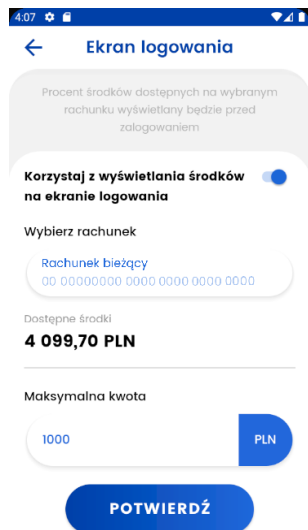 4:07
Ekran logowania
Procent środków dostępnych na wybranym
rachunku wyświetlany będzie przed
zalogowaniem
Korzystaj z wyświetlania środków
na ekranie logowania
Wybierz rachunek
Rachunek bieżący
00 00000000 0000 0000 0000 0000
Dostępne środki
4 099,70 PLN
Maksymalna kwota
1000 PLN
POTWIERDŹ